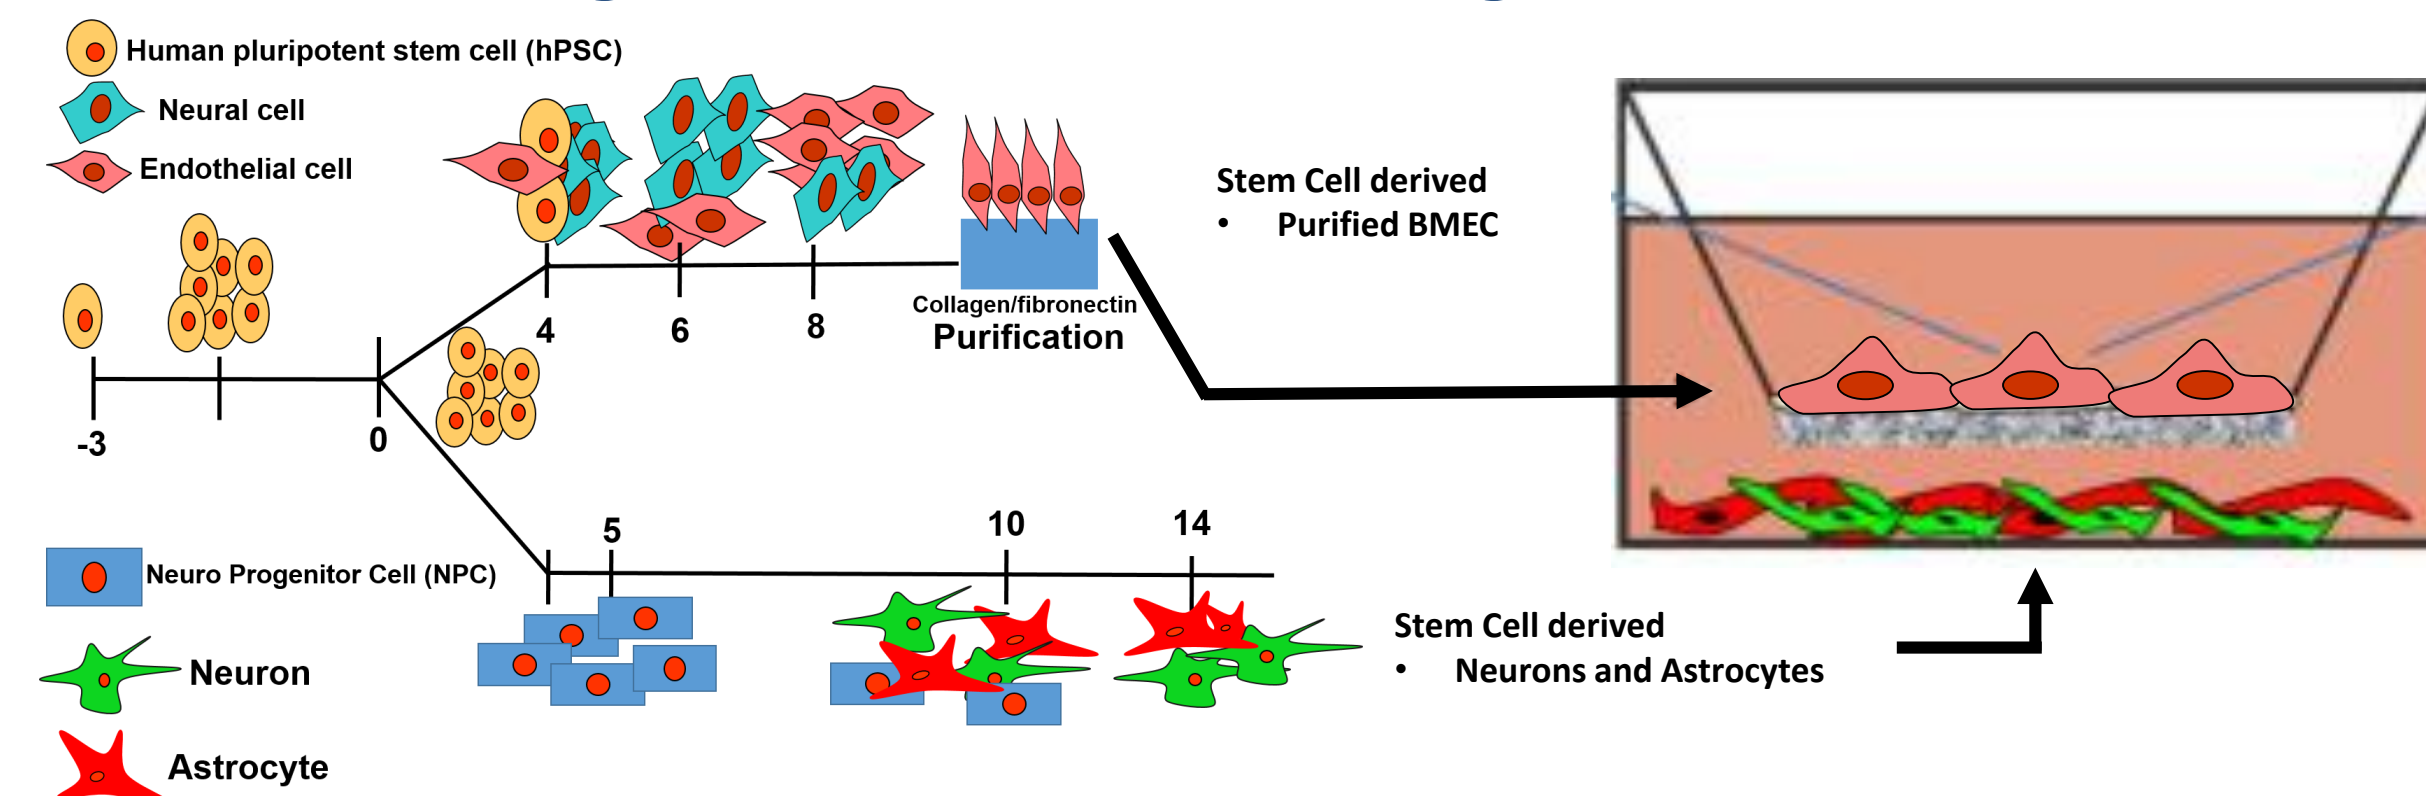 Human pluripotent stem cell (hPSC)
Neural cell
Endothelial cell
Stem Cell derived
• Purified BMEC
4
6
8
Collagen/fibronectin
Purification
-3
0
5
10
14
Neuro Progenitor Cell (NPC)
Neuron
Astrocyte
Stem Cell derived
• Neurons and Astrocytes